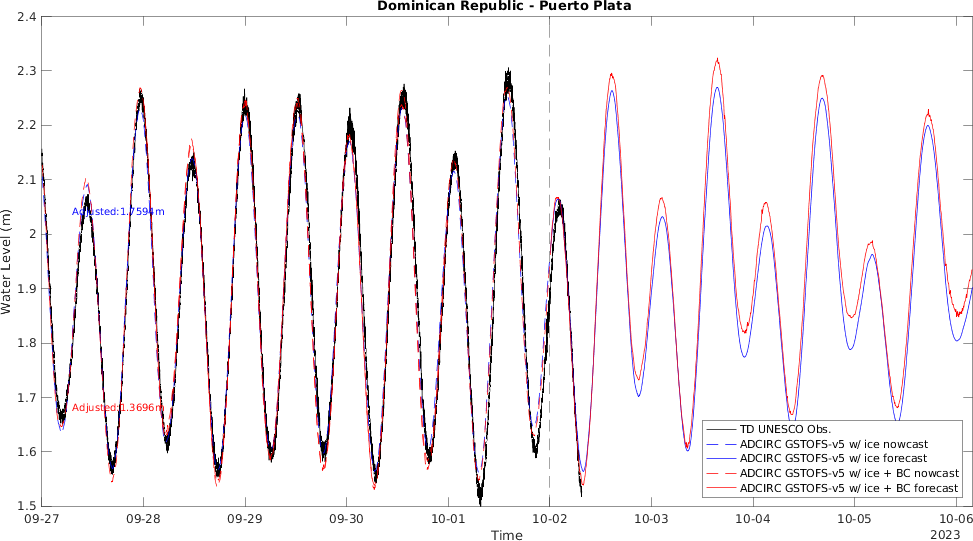 Dominican Republic - Puerto Plata
2.4
2.3
2.2
2.1
2
1.9
1.8
1.7
1.6
1.5
Water Level (m)
Adjusted:1.7594m
Adjusted:1.3696m
TD UNESCO Obs.
ADCIRC GSTOFS-v5 w/ ice nowcast
ADCIRC GSTOFS-v5 w/ ice forecast
ADCIRC GSTOFS-v5 w/ ice + BC nowcast
ADCIRC GSTOFS-v5 w/ ice + BC forecast
09-27 09-28 09-29 09-30 10-01 10-02 10-03 10-04 10-05 10-06
2023
Time